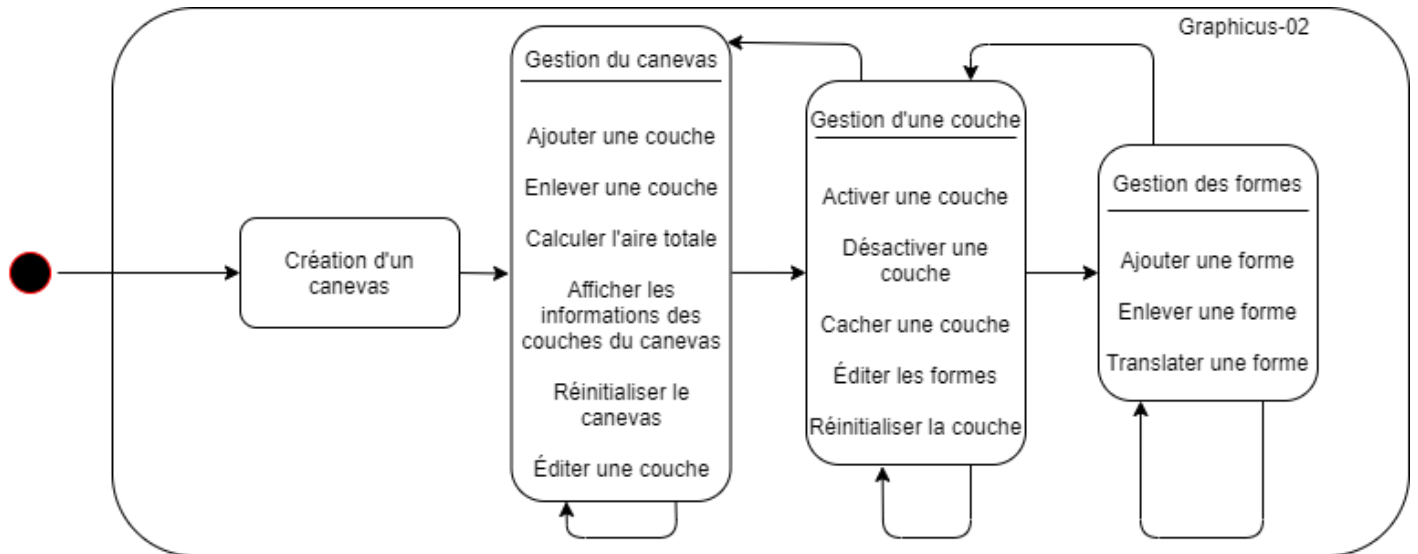 Graphicus-02
Création d'un
canevas
Gestion du canevas
Ajouter une couche
Enlever une couche
Calculer l'aire totale
Afficher les
informations des
couches du canevas
Réinitialiser le
canevas
Éditer une couche
Gestion d'une couche
Activer une couche
Désactiver une
couche
Cacher une couche
Éditer les formes
Réinitialiser la couche
Gestion des formes
Ajouter une forme
Enlever une forme
Translater une forme